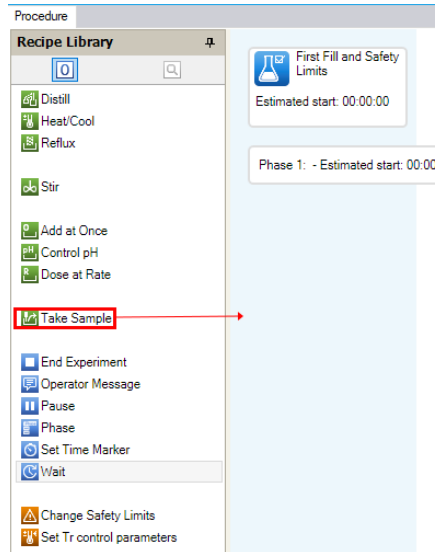 Procedure
Recipe Library
Distill
Heat/Cool
Reflux
Stir
Add at Once
Control pH
Dose at Rate
Take Sample
End Experiment
Operator Message
Pause
Phase
Set Time Marker
Wait
Change Safety Limits
Set Tr control parameters
First Fill and Safety
Limits
Estimated start: 00:00:00
Phase 1: - Estimated start: 00:00